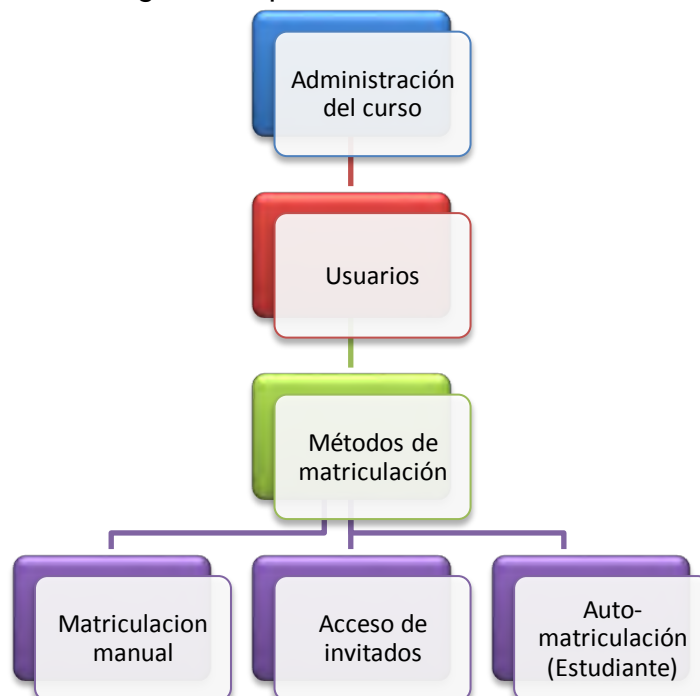 Administración
del curso
Usuarios
Métodos de
matriculación
Matriculacion
manual
Acceso de
invitados
Auto-
matriculación
(Estudiante)